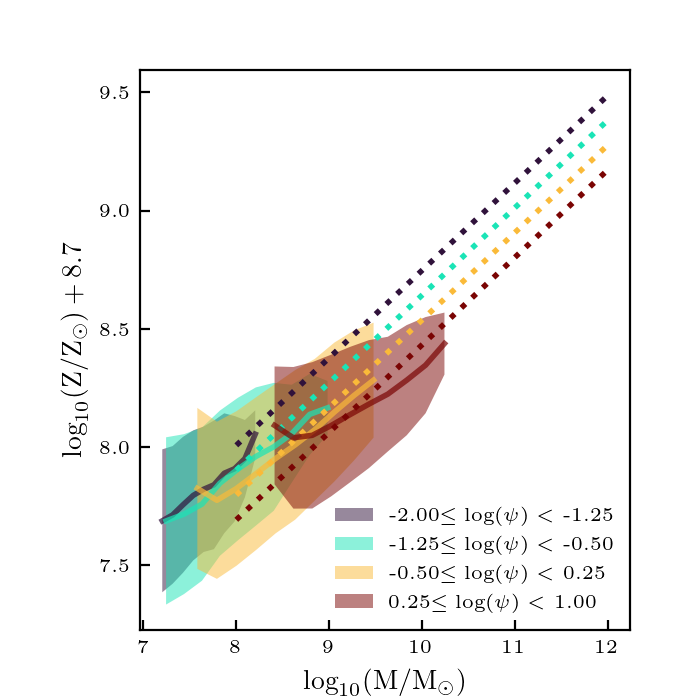 9.5
9.0
8.5
8.0
7.5
log₁₀(Z/Z⊙) + 8.7
-2.00≤ log(ψ) < -1.25
-1.25≤ log(ψ) < -0.50
-0.50≤ log(ψ) < 0.25
0.25≤ log(ψ) < 1.00
7 8 9 10 11 12
log₁₀(M/M⊙)